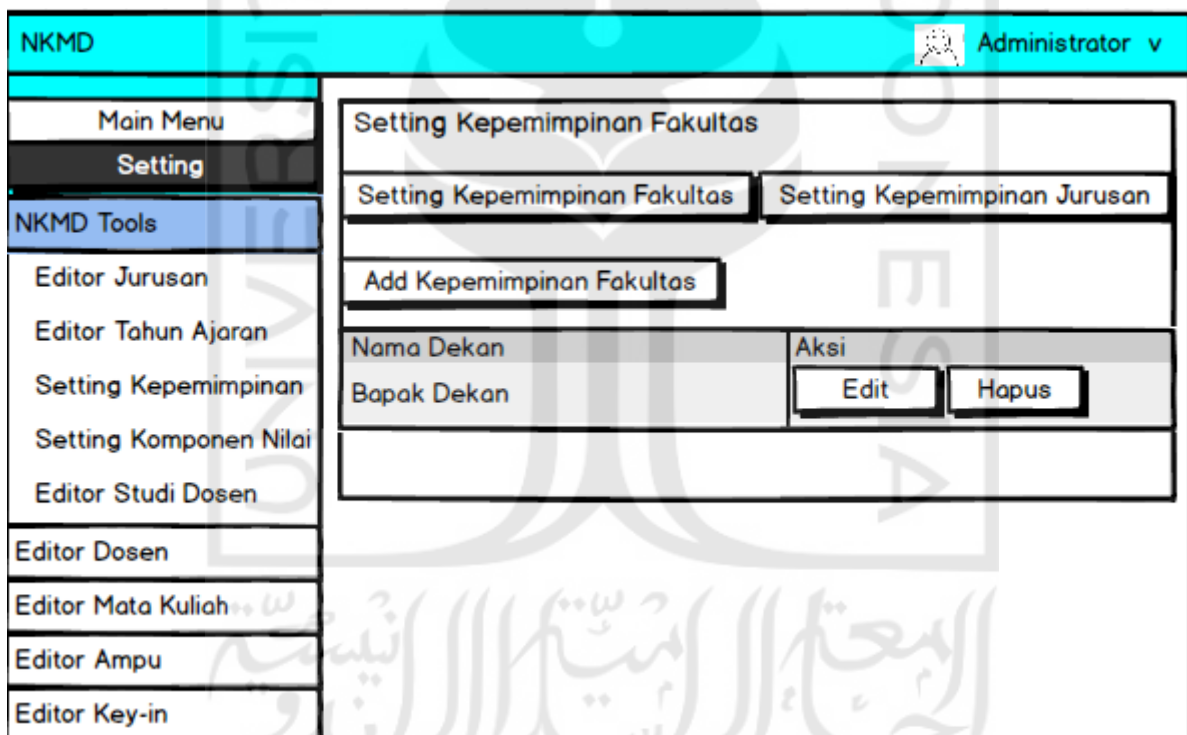 NKMD
Administrator v
Main Menu
Setting
NKMD Tools
Editor Jurusan
Editor Tahun Ajaran
Setting Kepemimpinan
Setting Komponen Nilai
Editor Studi Dosen
Editor Dosen
Editor Mata Kuliah
Editor Ampu
Editor Key-in
Setting Kepemimpinan Fakultas
Setting Kepemimpinan Fakultas
Setting Kepemimpinan Jurusan
Add Kepemimpinan Fakultas
Nama Dekan
Aksi
Bapak Dekan
Edit
Hapus